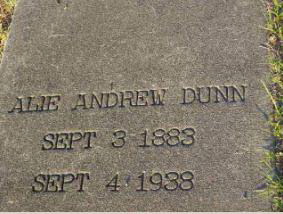 ALIE ANDREW DUNN
SEPT 3 1883
SEPT 4 1938